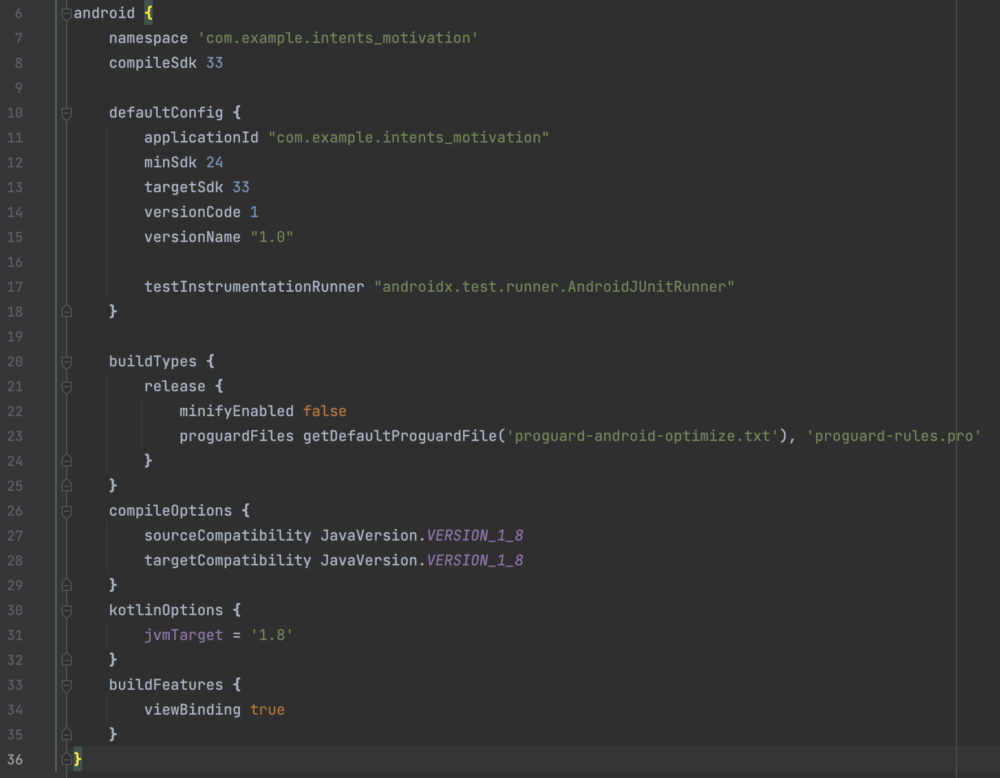 6 android {
7     namespace 'com.example.intents_motivation'
8     compileSdk 33
9
10     defaultConfig {
11         applicationId "com.example.intents_motivation"
12         minSdk 24
13         targetSdk 33
14         versionCode 1
15         versionName "1.0"
16
17         testInstrumentationRunner "androidx.test.runner.AndroidJUnitRunner"
18     }
19
20     buildTypes {
21         release {
22             minifyEnabled false
23             proguardFiles getDefaultProguardFile('proguard-android-optimize.txt'), 'proguard-rules.pro'
24         }
25     }
26     compileOptions {
27         sourceCompatibility JavaVersion.VERSION_1_8
28         targetCompatibility JavaVersion.VERSION_1_8
29     }
30     kotlinOptions {
31         jvmTarget = '1.8'
32     }
33     buildFeatures {
34         viewBinding true
35     }
36 }